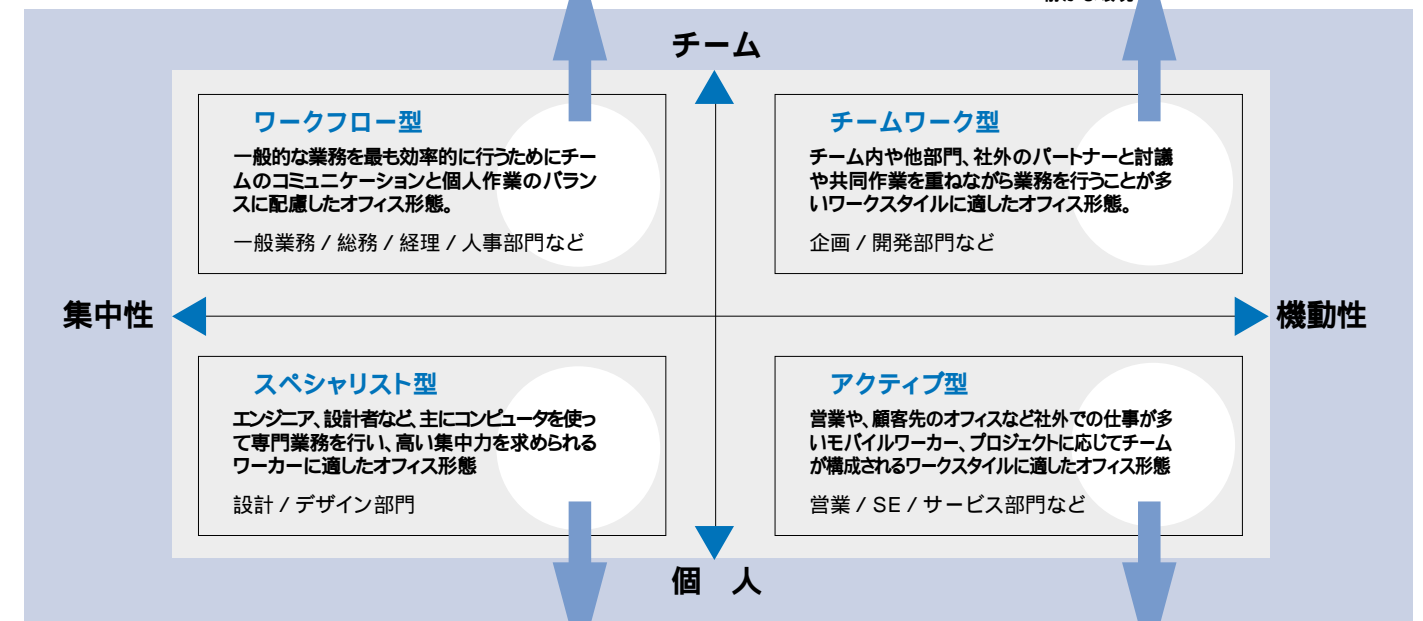 チーム
ワークフロー型
一般的な業務を最も効率的に行うためにチー
ムのコミュニケーションと個人作業のバラン
スに配慮したオフィス形態。
一般業務 / 総務 / 経理 / 人事部門など
チームワーク型
チーム内や他部門、社外のパートナーと討議
や共同作業を重ねながら業務を行うことが多
いワークスタイルに適したオフィス形態。
企画 / 開発部門など
集中性
機動性
スペシャリスト型
エンジニア、設計者など、主にコンピュータを使っ
て専門業務を行い、高い集中力を求められる
ワーカーに適したオフィス形態
設計 / デザイン部門
アクティブ型
営業や、顧客先のオフィスなど社外での仕事が多
いモバイルワーカー、プロジェクトに応じてチーム
が構成されるワークスタイルに適したオフィス形態
営業 / SE / サービス部門など
個 人